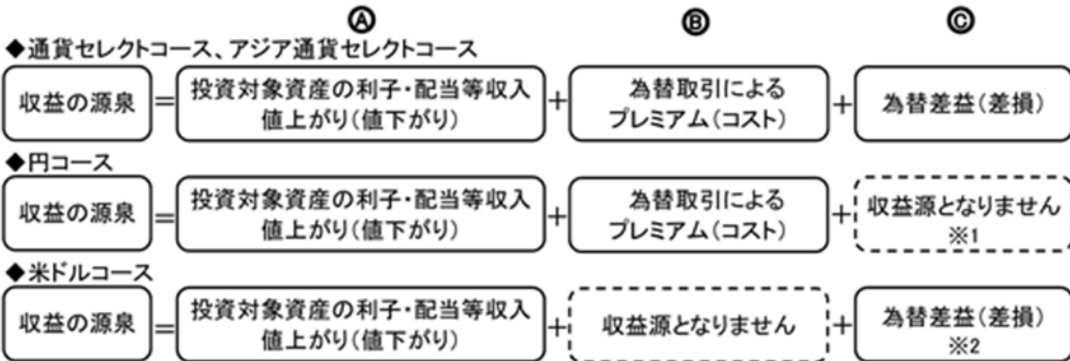 Ⓐ Ⓑ Ⓒ
◆通貨セレクトコース、アジア通貨セレクトコース
収益の源泉 = 投資対象資産の利子・配当等収入 + 為替取引による + 為替差益(差損)
値上がり(値下がり) プレミアム(コスト)
◆円コース
収益の源泉 = 投資対象資産の利子・配当等収入 + 為替取引による + 収益源となりません
値上がり(値下がり) プレミアム(コスト) ※1
◆米ドルコース
収益の源泉 = 投資対象資産の利子・配当等収入 + 収益源となりません + 為替差益(差損)
値上がり(値下がり) ※2